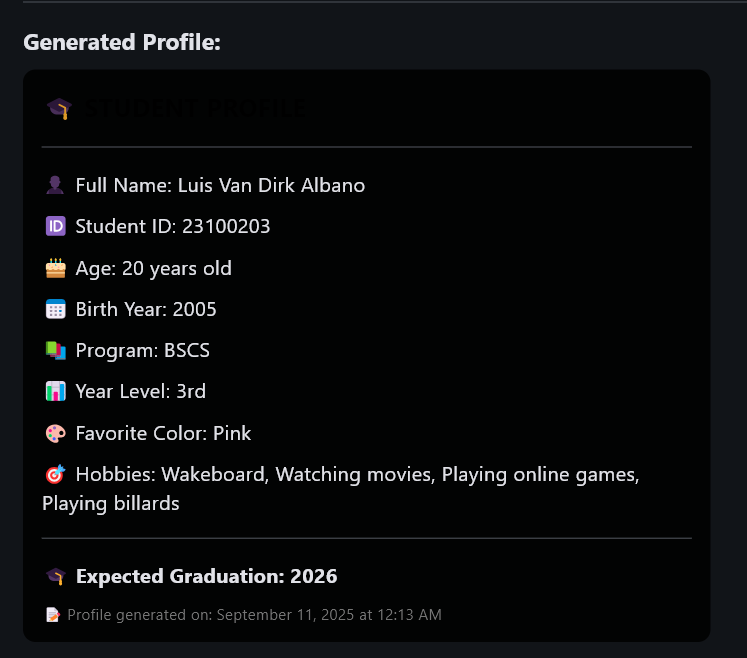 Generated Profile:
🎓 STUDENT PROFILE
👤 Full Name: Luis Van Dirk Albano
🆔 Student ID: 23100203
🎂 Age: 20 years old
📅 Birth Year: 2005
📚 Program: BSCS
📊 Year Level: 3rd
🎨 Favorite Color: Pink
🎯 Hobbies: Wakeboard, Watching movies, Playing online games,
Playing billards
🎓 Expected Graduation: 2026
📝 Profile generated on: September 11, 2025 at 12:13 AM